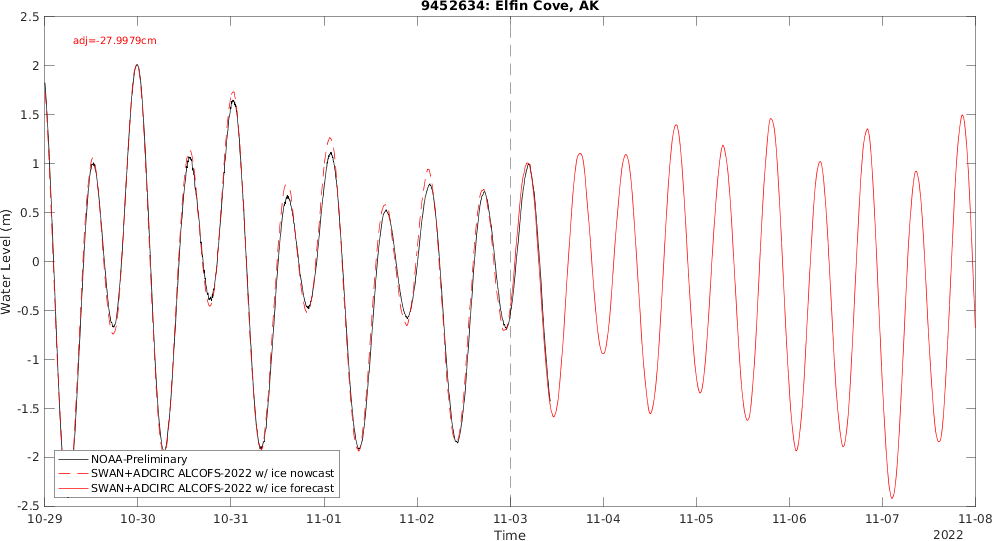 9452634: Elfin Cove, AK
adj=-27.9979cm
Water Level (m)
2.5
2
1.5
1
0.5
0
-0.5
-1
-1.5
-2
-2.5
NOAA-Preliminary
SWAN+ADCIRC ALCOFS-2022 w/ ice nowcast
SWAN+ADCIRC ALCOFS-2022 w/ ice forecast
10-29 10-30 10-31 11-01 11-02 11-03 11-04 11-05 11-06 11-07 11-08
Time
2022